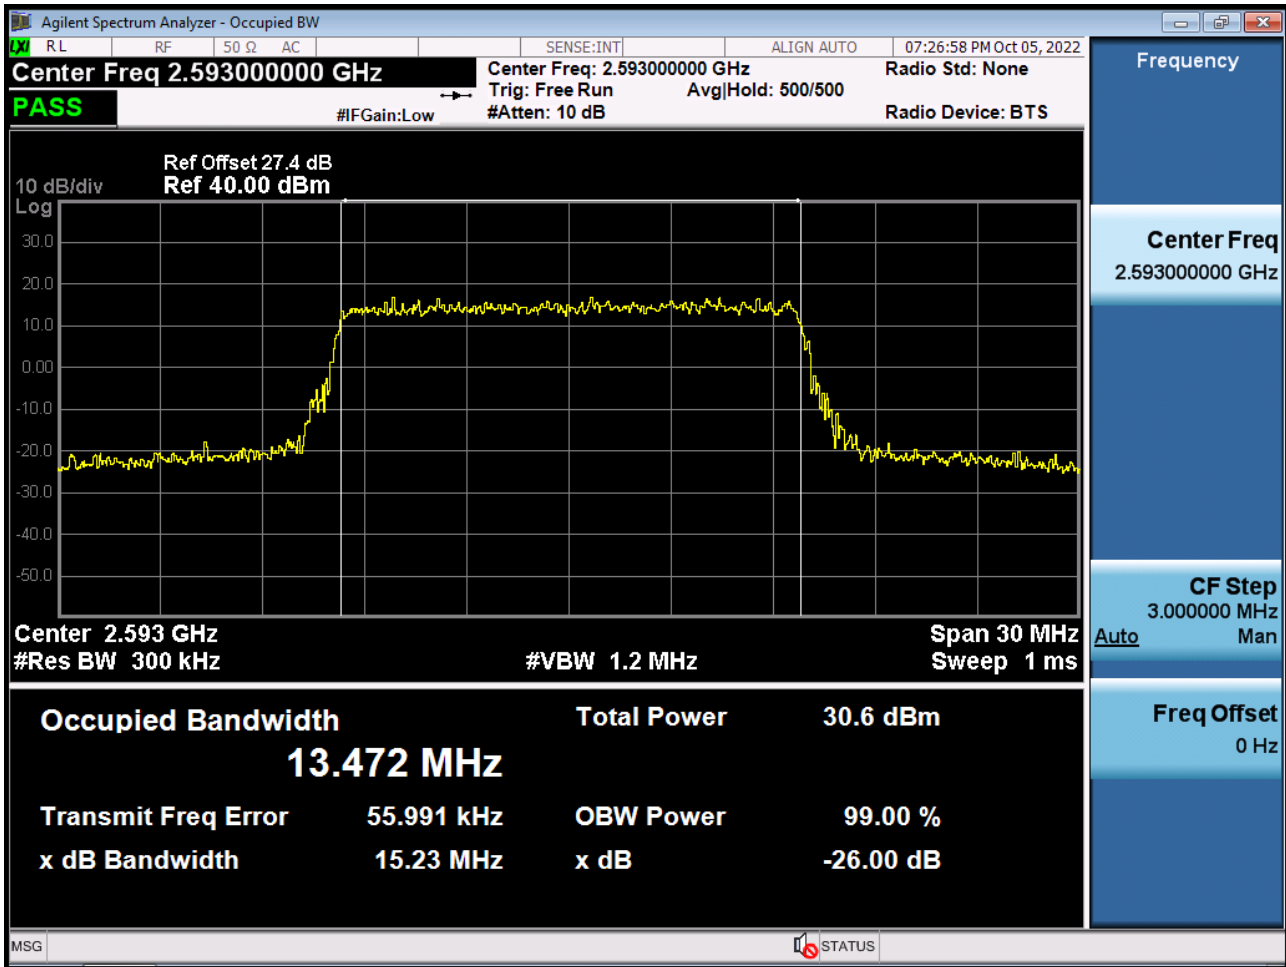 Agilent Spectrum Analyzer - Occupied BW
LXI RL RF 50 Ω AC SENSE:INT ALIGN AUTO 07:26:58 PM Oct 05, 2022
Center Freq 2.593000000 GHz
PASS
#IFGain:Low
Center Freq: 2.593000000 GHz
Trig: Free Run Avg|Hold: 500/500
#Atten: 10 dB
Radio Std: None
Radio Device: BTS
Ref Offset 27.4 dB
10 dB/div Ref 40.00 dBm
Log
30.0
20.0
10.0
0.00
-10.0
-20.0
-30.0
-40.0
-50.0
Center 2.593 GHz Span 30 MHz
#Res BW 300 kHz #VBW 1.2 MHz Sweep 1 ms
Occupied Bandwidth Total Power 30.6 dBm
13.472 MHz
Transmit Freq Error 55.991 kHz OBW Power 99.00 %
x dB Bandwidth 15.23 MHz x dB -26.00 dB
MSG STATUS
Frequency
Center Freq
2.593000000 GHz
CF Step
3.000000 MHz
Auto Man
Freq Offset
0 Hz